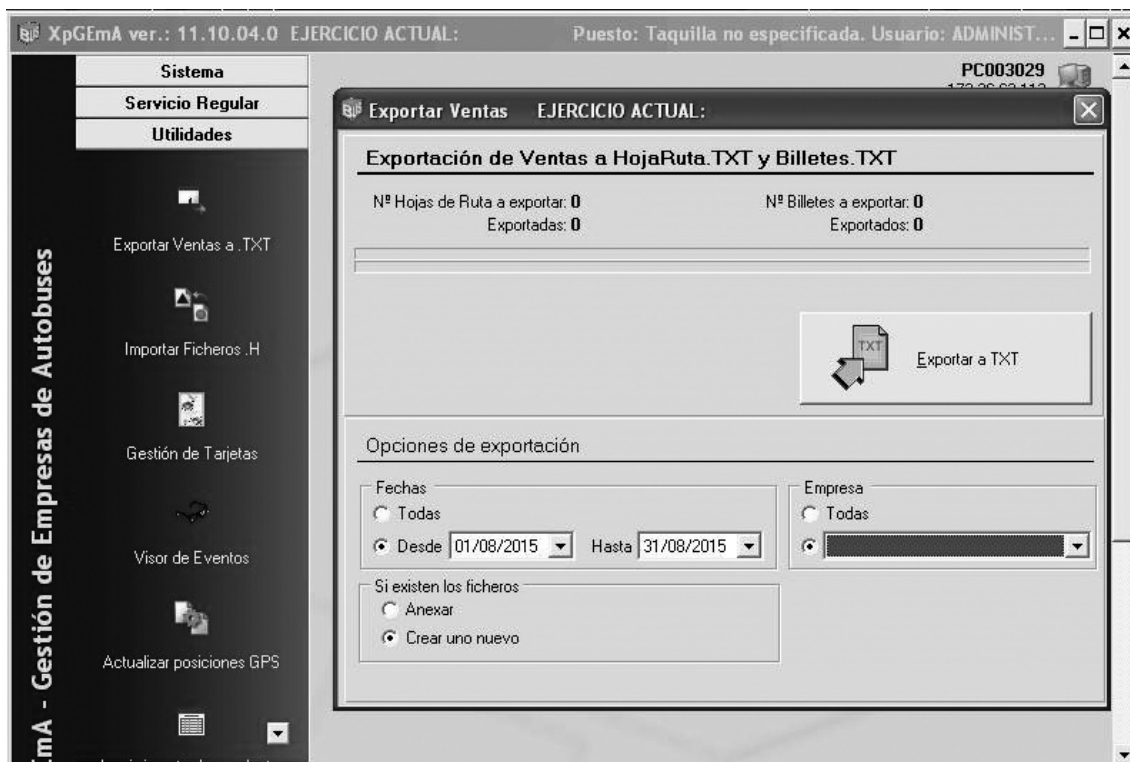 XpGEmA ver.: 11.10.04.0 EJERCICIO ACTUAL: Puesto: Taquilla no especificada. Usuario: ADMINIST...
Sistema
Servicio Regular
Utilidades
Exportar Ventas a .TXT
Importar Ficheros .H
Gestión de Tarjetas
Visor de Eventos
Actualizar posiciones GPS
EmA - Gestión de Empresas de Autobuses
PC003029
Exportar Ventas EJERCICIO ACTUAL:
Exportación de Ventas a HojaRuta.TXT y Billetes.TXT
Nº Hojas de Ruta a exportar: 0 Nº Billetes a exportar: 0
Exportadas: 0 Exportados: 0
TXT
Exportar a TXT
Opciones de exportación
Fechas
Todas
Desde 01/08/2015 Hasta 31/08/2015
Empresa
Todas
Si existen los ficheros
Anexar
Crear uno nuevo